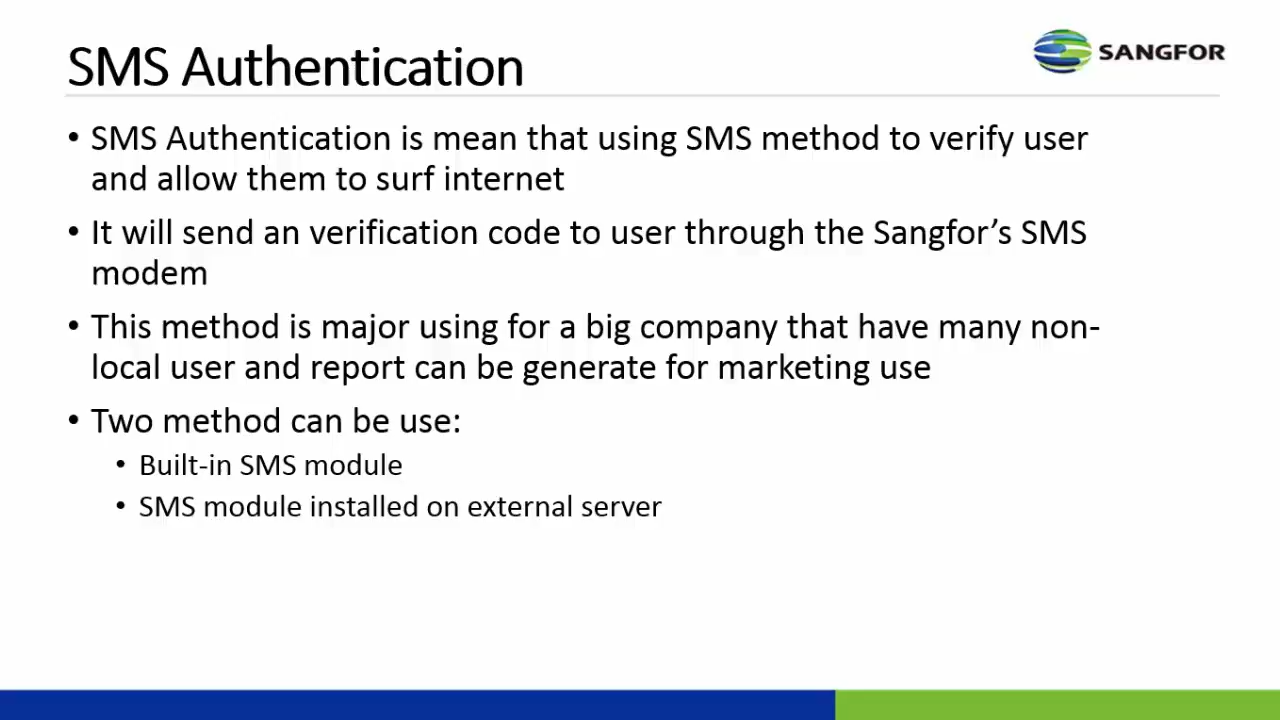 SMS Authentication
SANGFOR
• SMS Authentication is mean that using SMS method to verify user
and allow them to surf internet
• It will send an verification code to user through the Sangfor’s SMS
modem
• This method is major using for a big company that have many non-
local user and report can be generate for marketing use
• Two method can be use:
• Built-in SMS module
• SMS module installed on external server